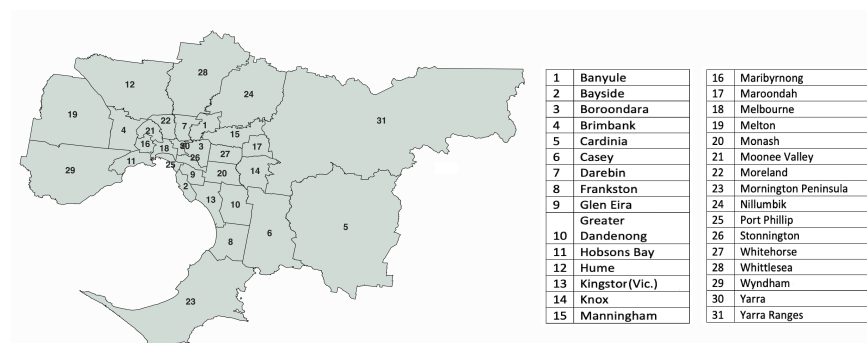 28
12
24
31
19
22
7
1
4
21
15
16
3
17
18
30
26
27
11
25
29
9
20
14
2
13
10
5
6
8
23
1 Banyule
2 Bayside
3 Boroondara
4 Brimbank
5 Cardinia
6 Casey
7 Darebin
8 Frankston
9 Glen Eira
Greater
10 Dandenong
11 Hobsons Bay
12 Hume
13 Kingstor(Vic.)
14 Knox
15 Manningham
16 Maribyrnong
17 Maroondah
18 Melbourne
19 Melton
20 Monash
21 Moonee Valley
22 Moreland
23 Mornington Peninsula
24 Nillumbik
25 Port Phillip
26 Stonnington
27 Whitehorse
28 Whittlesea
29 Wyndham
30 Yarra
31 Yarra Ranges